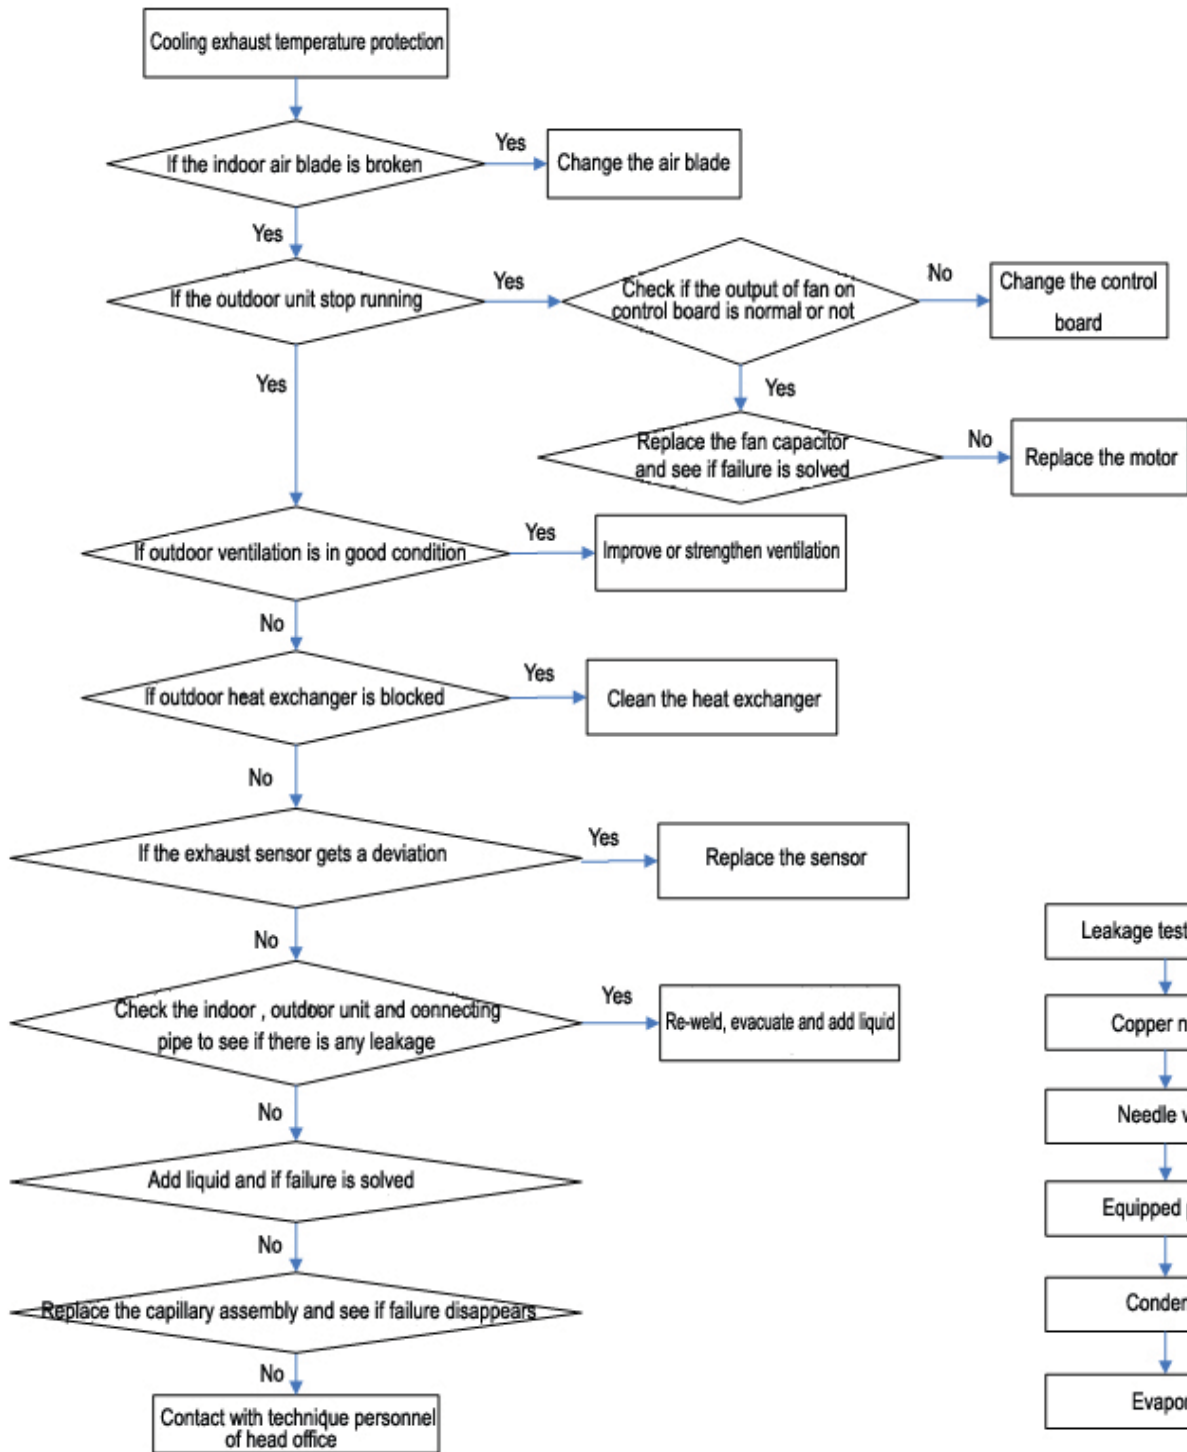 Cooling exhaust temperature protection
If the indoor air blade is broken
Yes
Change the air blade
Yes
If the outdoor unit stop running
Yes
Check if the output of fan on
control board is normal or not
No
Change the control
board
Yes
Yes
Replace the fan capacitor
and see if failure is solved
No
Replace the motor
If outdoor ventilation is in good condition
Yes
Improve or strengthen ventilation
No
If outdoor heat exchanger is blocked
Yes
Clean the heat exchanger
No
If the exhaust sensor gets a deviation
Yes
Replace the sensor
No
Check the indoor , outdoor unit and connecting
pipe to see if there is any leakage
Yes
Re-weld, evacuate and add liquid
No
Add liquid and if failure is solved
No
Replace the capillary assembly and see if failure disappears
No
Contact with technique personnel
of head office
Leakage test
Copper n
Needle v
Equipped
Conder
Evapor